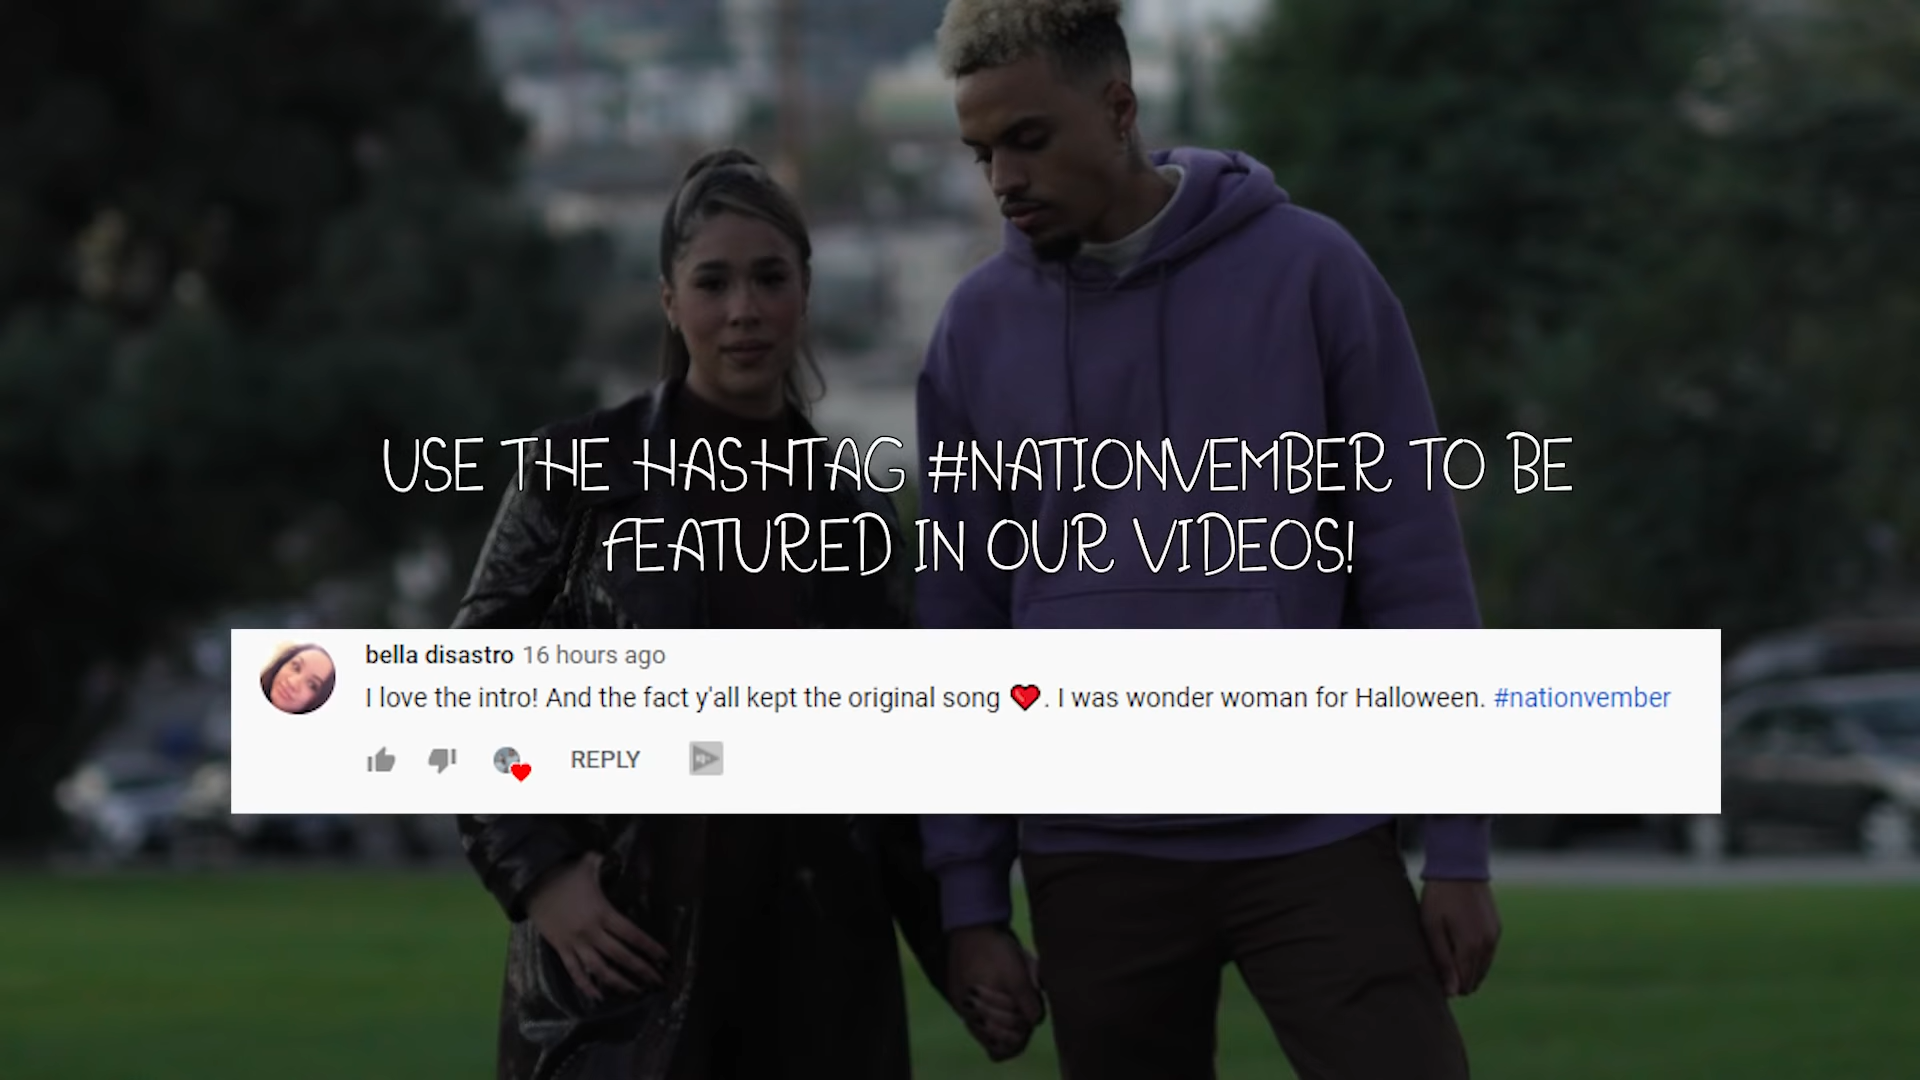 USE THE HASHTAG #NATIONVEMBER TO BE
FEATURED IN OUR VIDEOS!
bella disastro 16 hours ago
I love the intro! And the fact y'all kept the original song ❤. I was wonder woman for Halloween. #nationvember
REPLY